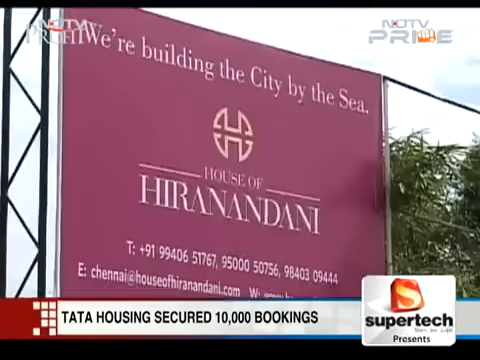 NDTV
PROFIT
NDTV
PRIME
We're building the City by the Sea.
HOUSE OF
HIRANANDANI
T: +91 99406 51767, 95000 50756, 98403 09444
E: chennai@houseofhiranandani.com W:
TATA HOUSING SECURED 10,000 BOOKINGS
S
supertech
Presents